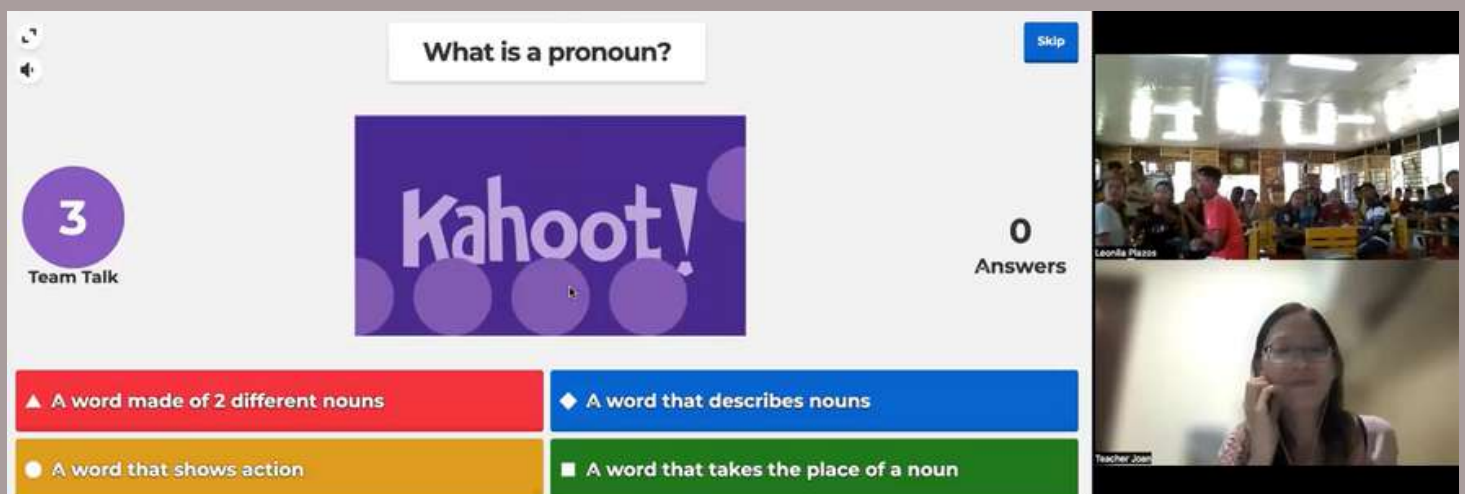 What is a pronoun?
Skip
Kahoot!
3
Team Talk
0
Answers
A word made of 2 different nouns
A word that describes nouns
A word that shows action
A word that takes the place of a noun
Leonila Plazos
Teacher Joan